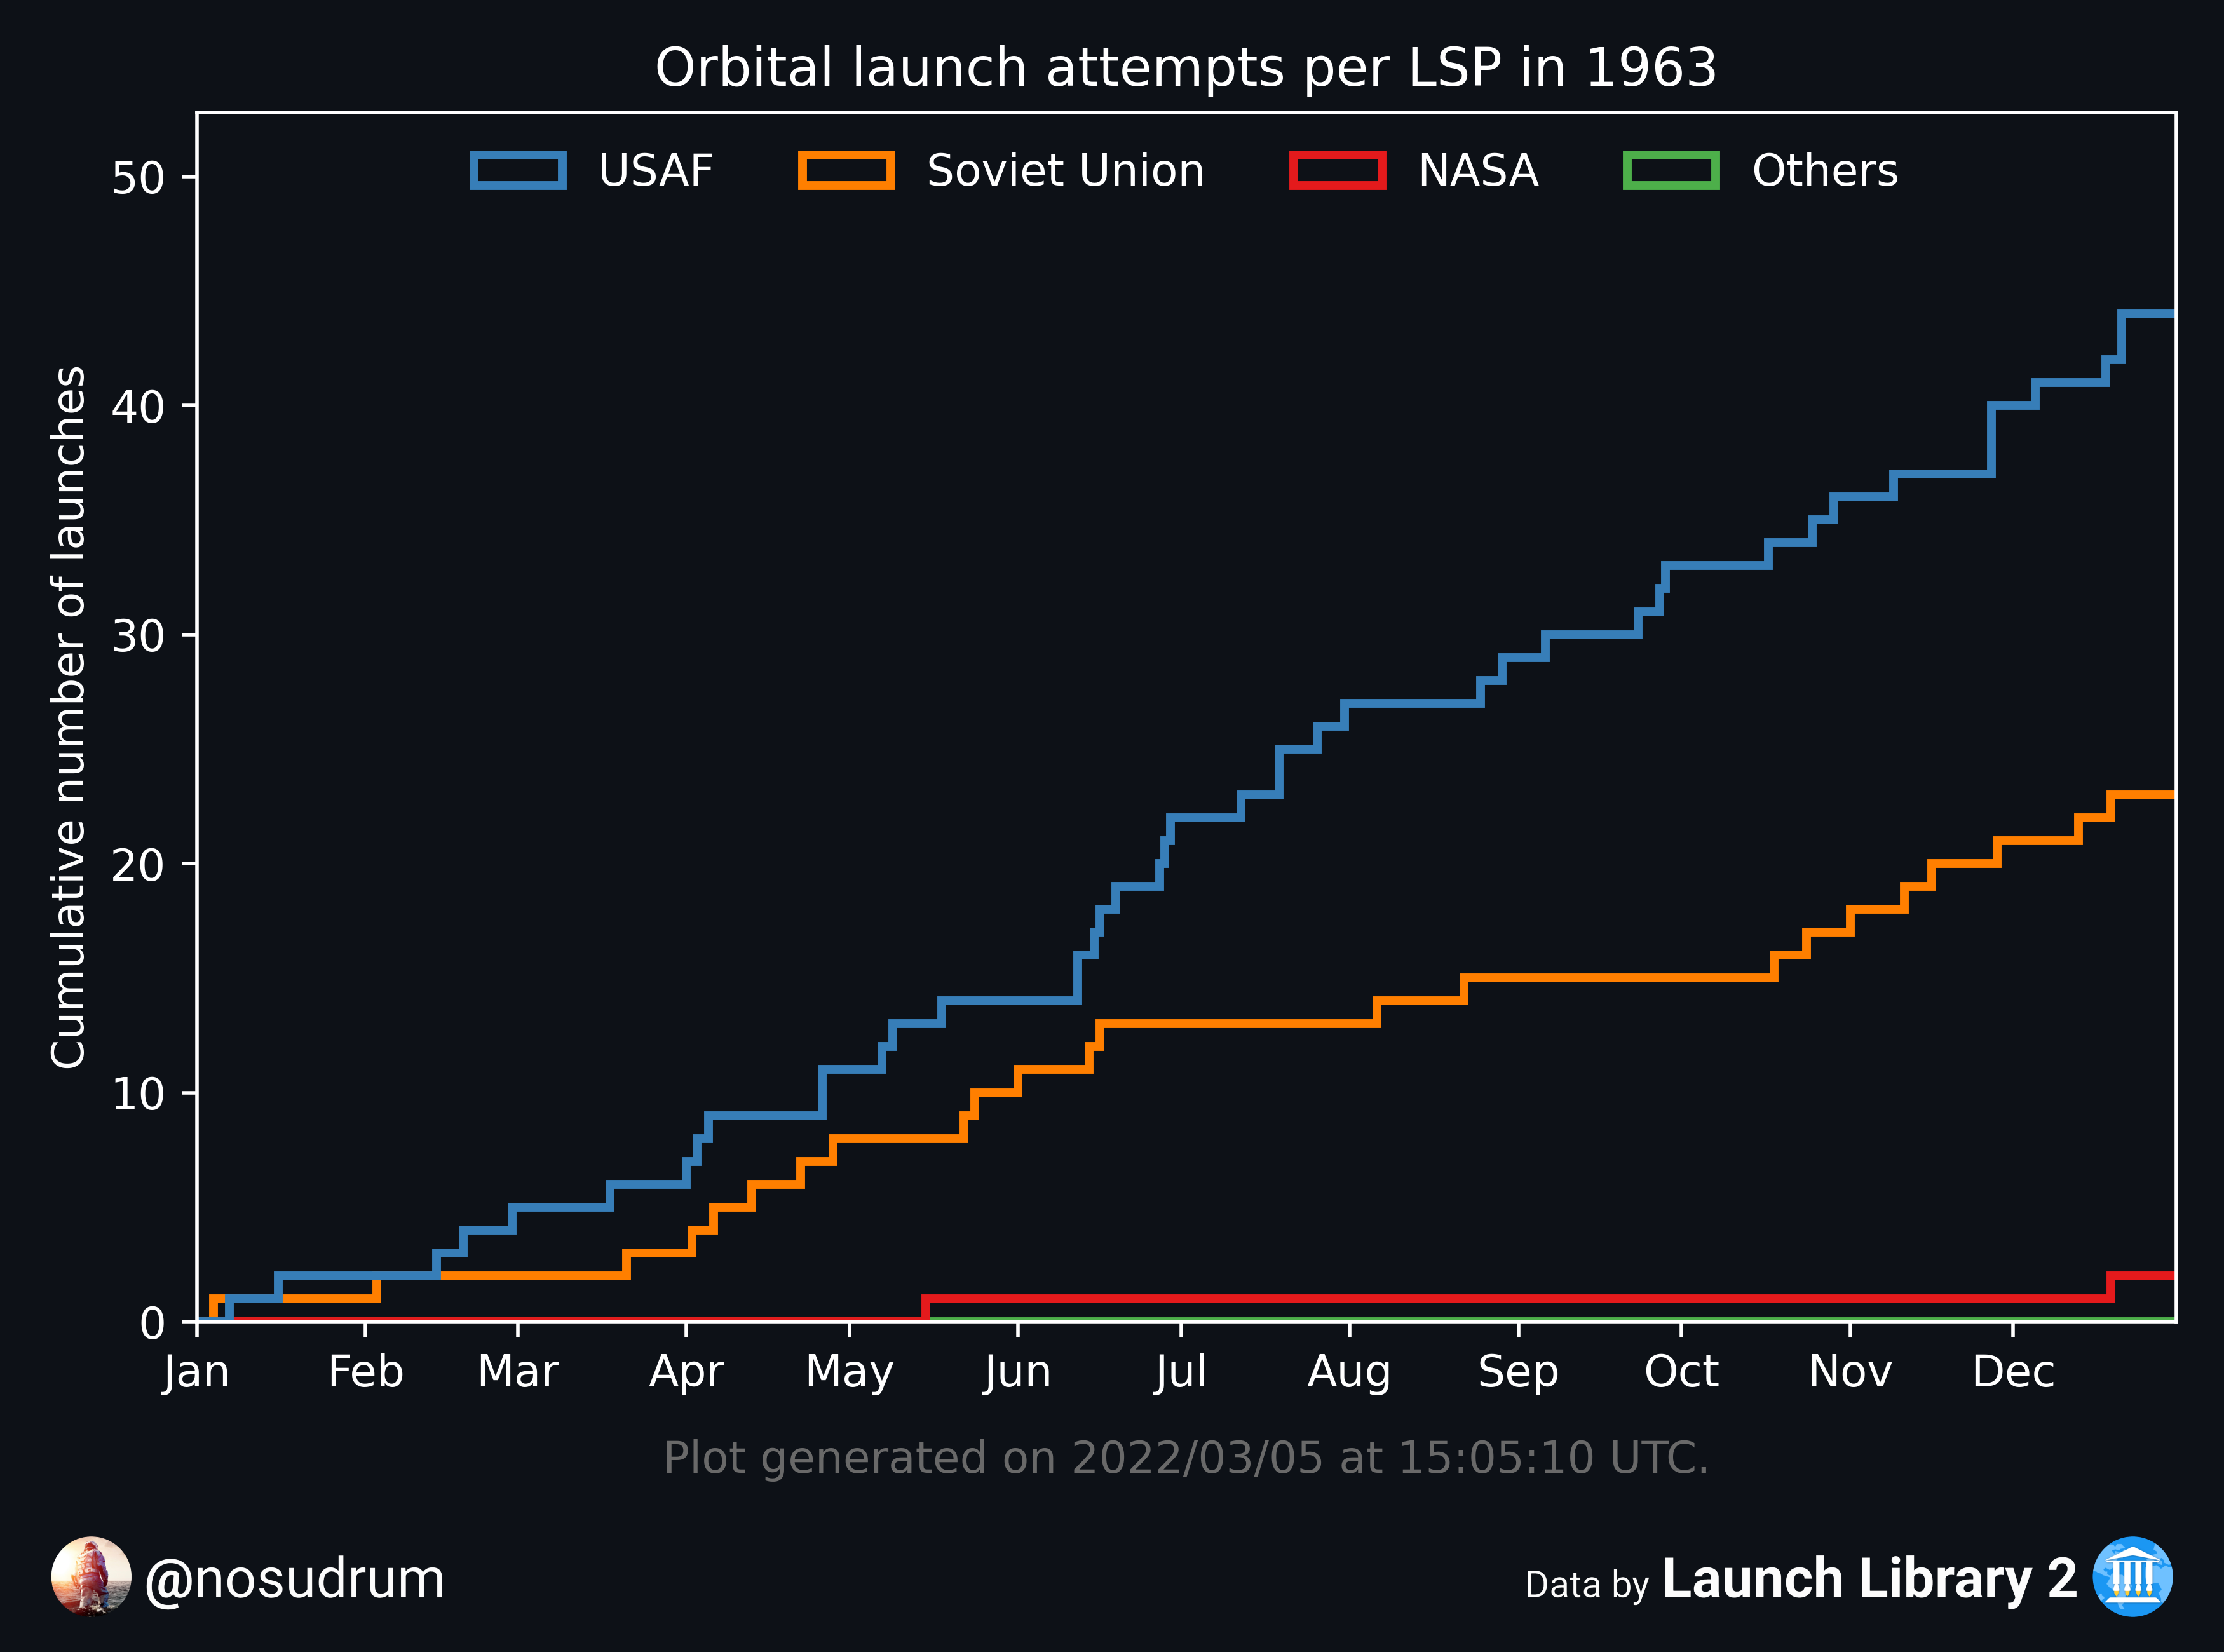 Orbital launch attempts per LSP in 1963
USAF
Soviet Union
NASA
Others
Cumulative number of launches
50
40
30
20
10
0
Jan Feb Mar Apr May Jun Jul Aug Sep Oct Nov Dec
Plot generated on 2022/03/05 at 15:05:10 UTC.
@nosudrum
Data by Launch Library 2